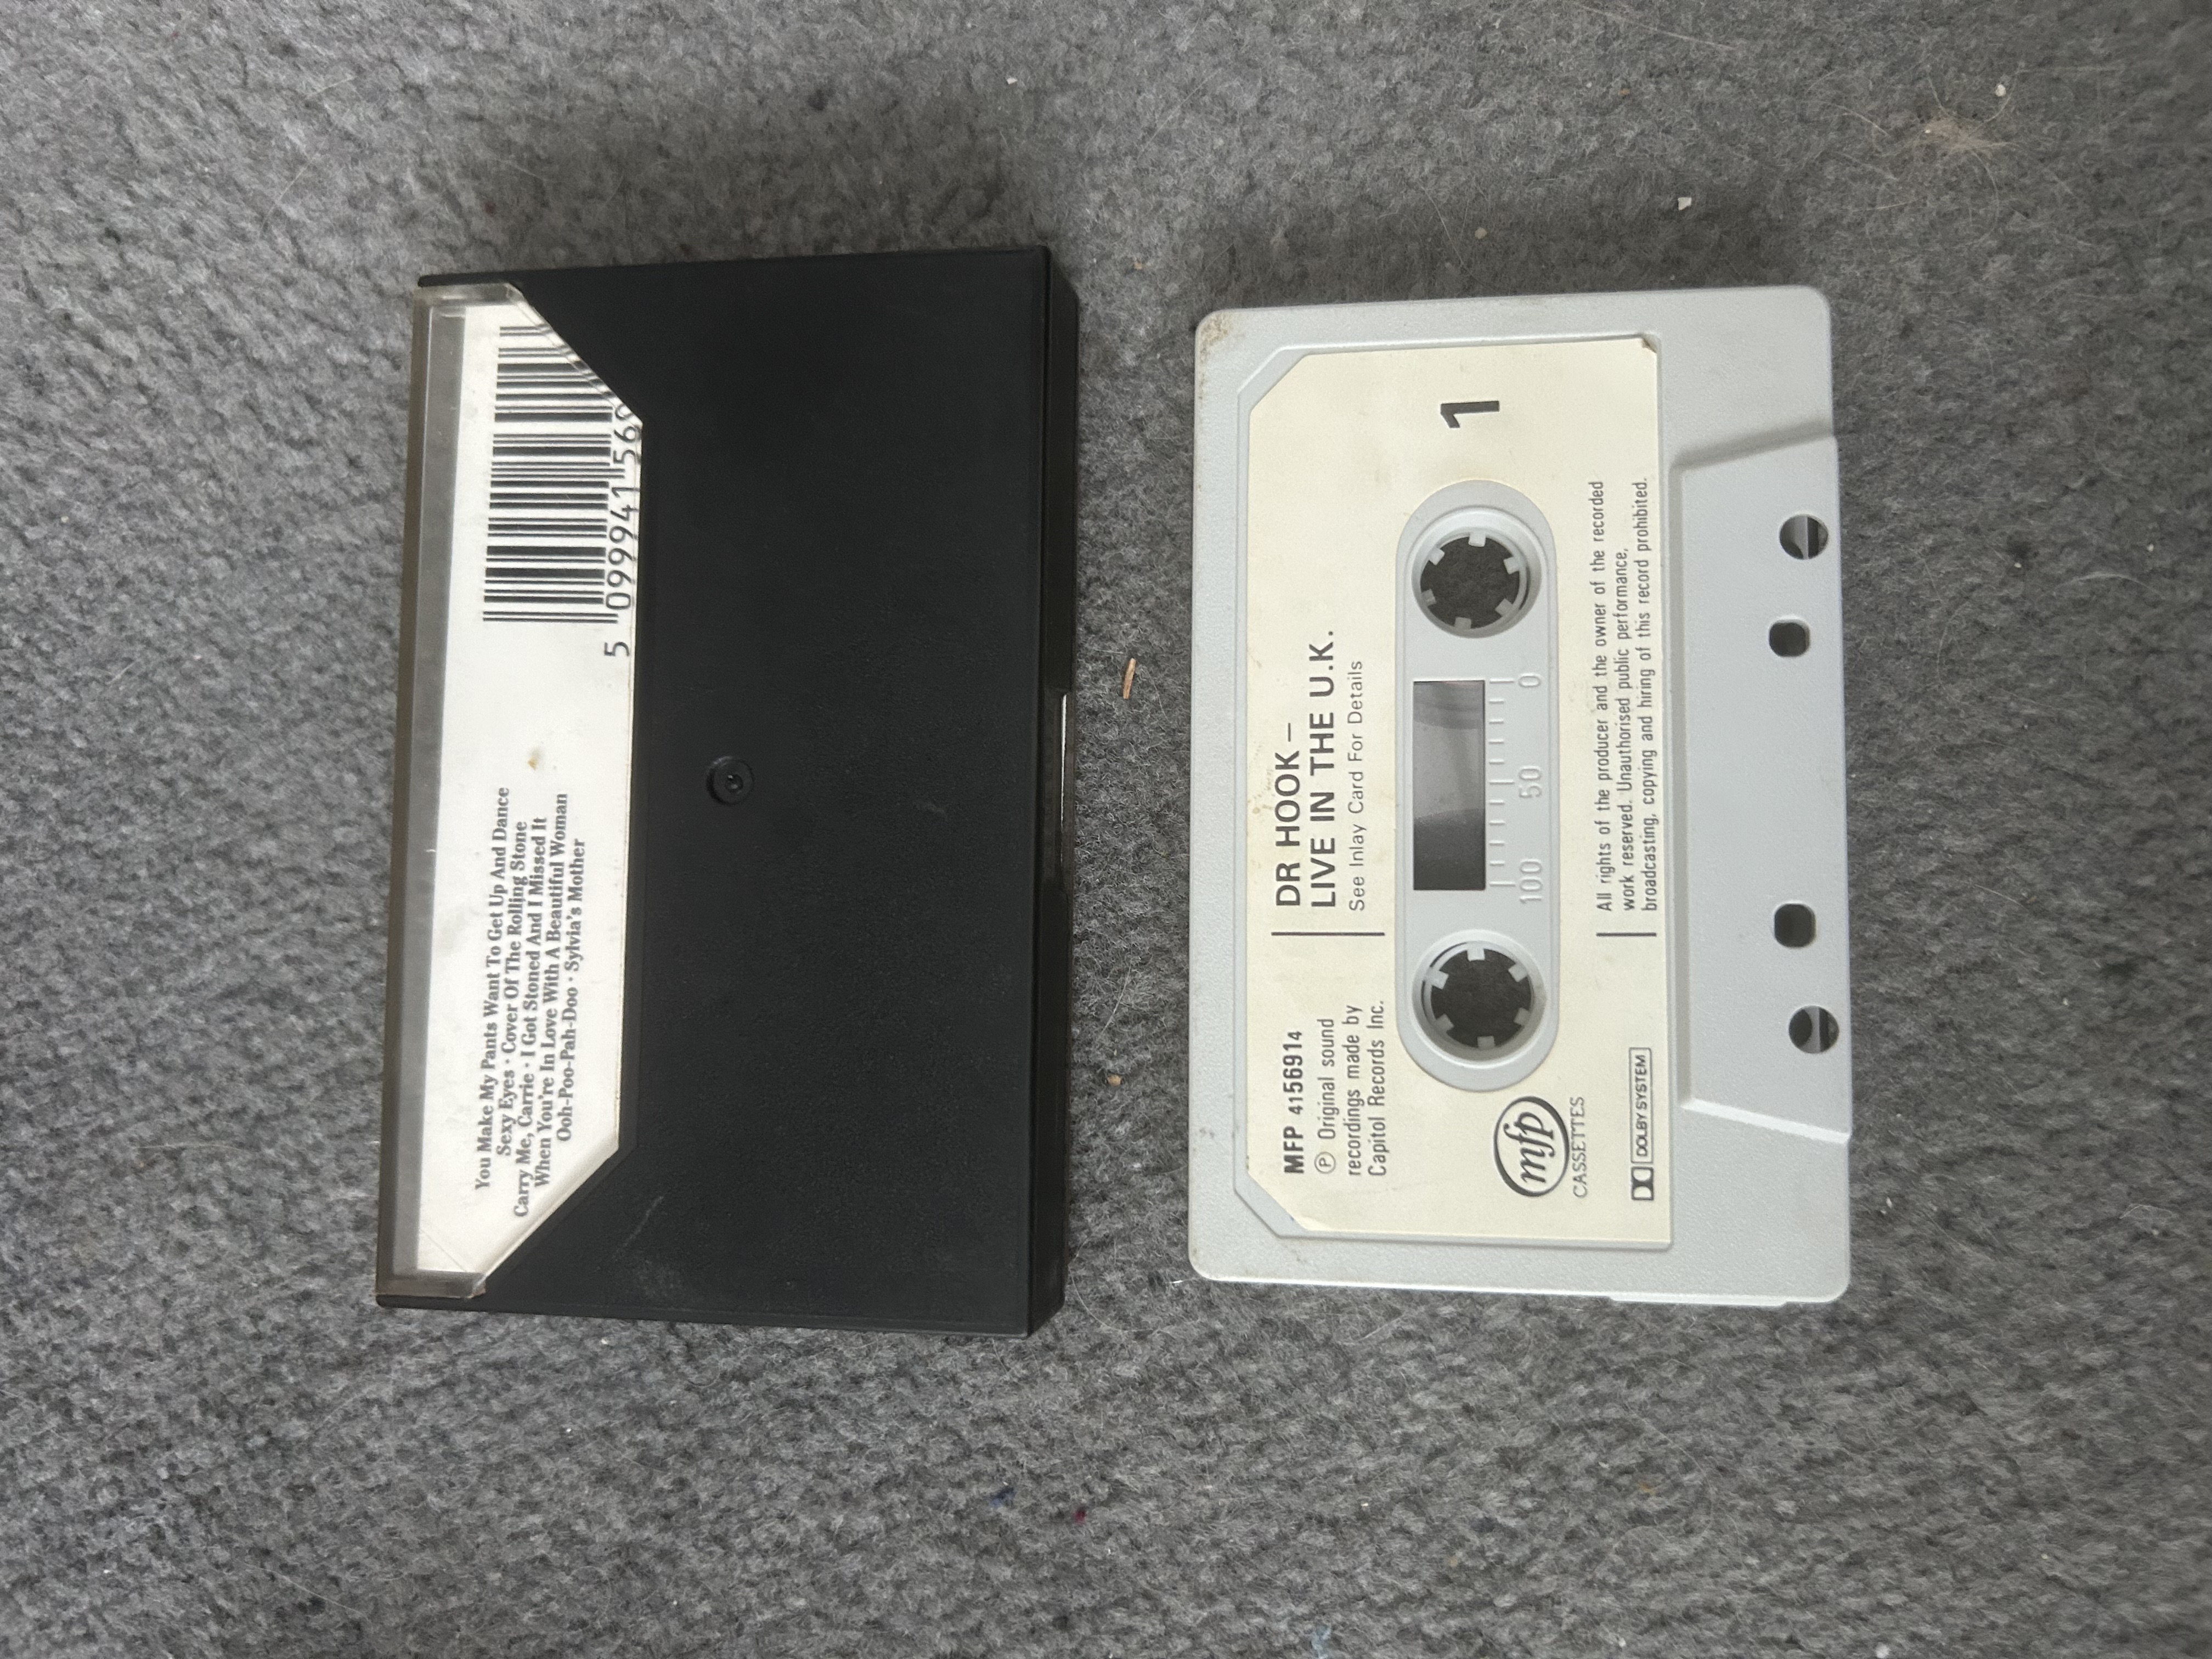 You Make My Pants Want To Get Up And Dance
Sexy Eyes · Cover Of The Rolling Stone
Carry Me, Carrie · I Got Stoned And I Missed It
When You're In Love With A Beautiful Woman
Ooh-Poo-Pah-Doo · Sylvia's Mother
5 099941 569
MFP 4156914
℗ Original sound
recordings made by
Capitol Records Inc.
DR HOOK –
LIVE IN THE U.K.
See Inlay Card For Details
1
100 50 0
mfp
CASSETTES
DOLBY SYSTEM
All rights of the producer and the owner of the recorded
work reserved. Unauthorised public performance,
broadcasting, copying and hiring of this record prohibited.